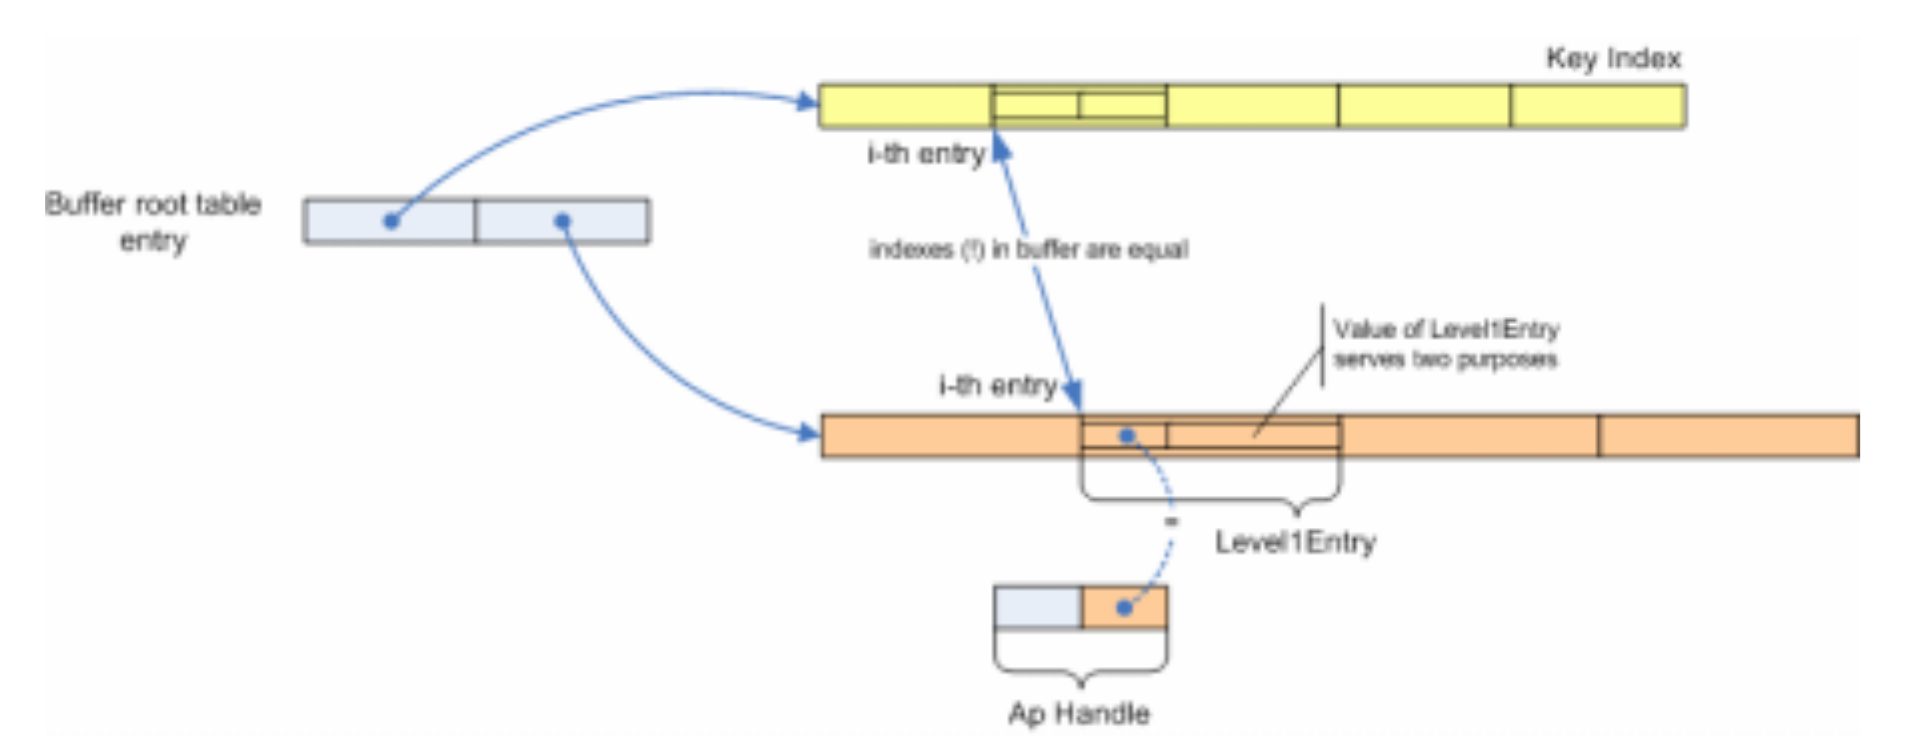 Key Index
i-th entry
Buffer root table
entry
indexes (!) in buffer are equal
Value of Level1Entry
serves two purposes
i-th entry
=
Level1Entry
Ap Handle